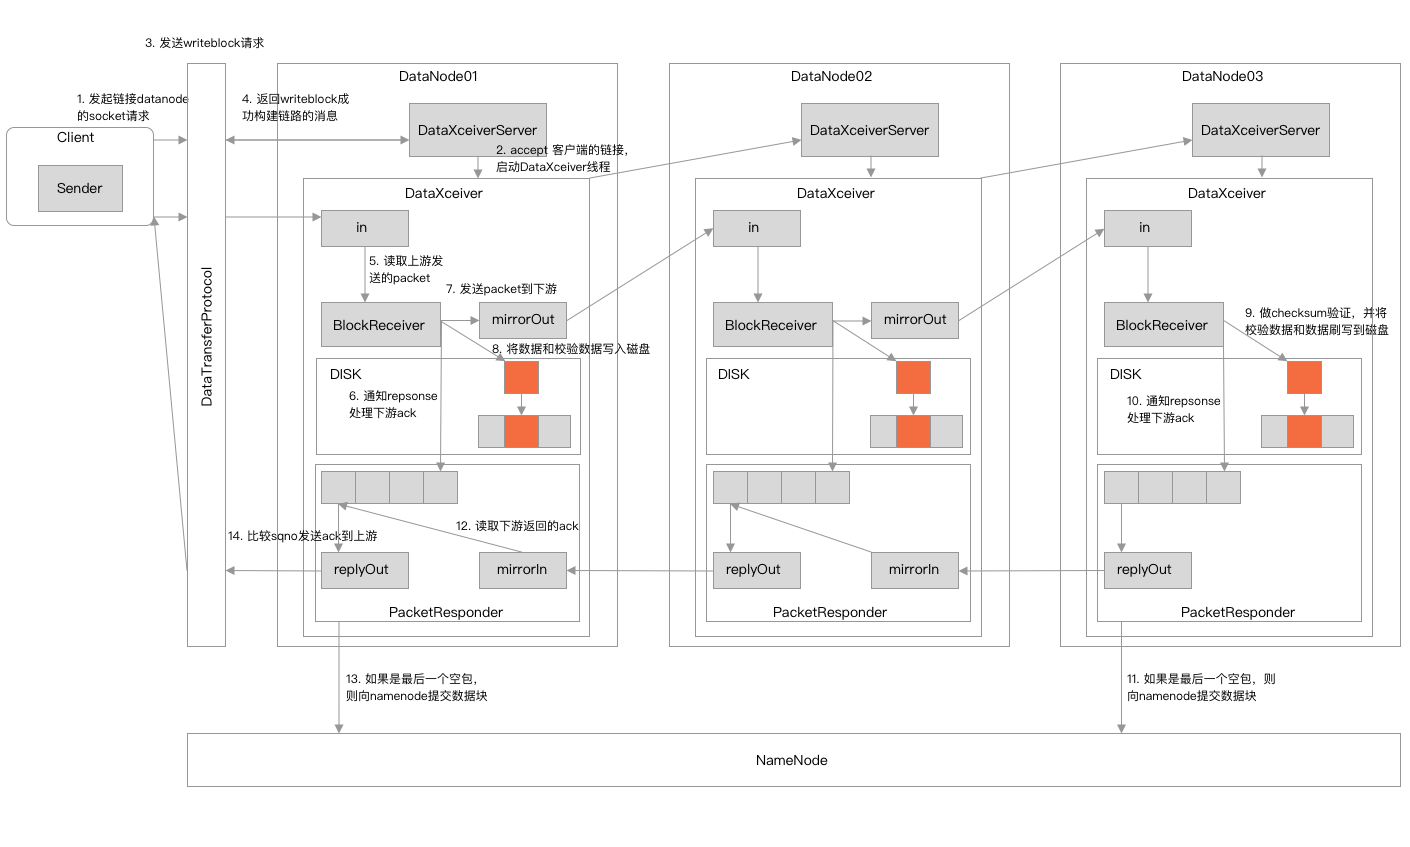 3. 发送writeblock请求
DataNode01
DataNode02
DataNode03
1. 发起链接datanode
的socket请求
4. 返回writeblock成
功构建链路的消息
Client
Sender
DataTransferProtocol
DataXceiverServer
DataXceiverServer
DataXceiverServer
2. accept 客户端的链接，
启动DataXceiver线程
DataXceiver
DataXceiver
DataXceiver
in
in
in
5. 读取上游发
送的packet
7. 发送packet到下游
BlockReceiver
mirrorOut
BlockReceiver
mirrorOut
BlockReceiver
9. 做checksum验证，并将
校验数据和数据刷写到磁盘
8. 将数据和校验数据写入磁盘
DISK
DISK
DISK
6. 通知repsonse
处理下游ack
10. 通知repsonse
处理下游ack
12. 读取下游返回的ack
14. 比较sqno发送ack到上游
replyOut
mirrorIn
replyOut
mirrorIn
replyOut
PacketResponder
PacketResponder
PacketResponder
13. 如果是最后一个空包，
则向namenode提交数据块
11. 如果是最后一个空包，则
向namenode提交数据块
NameNode